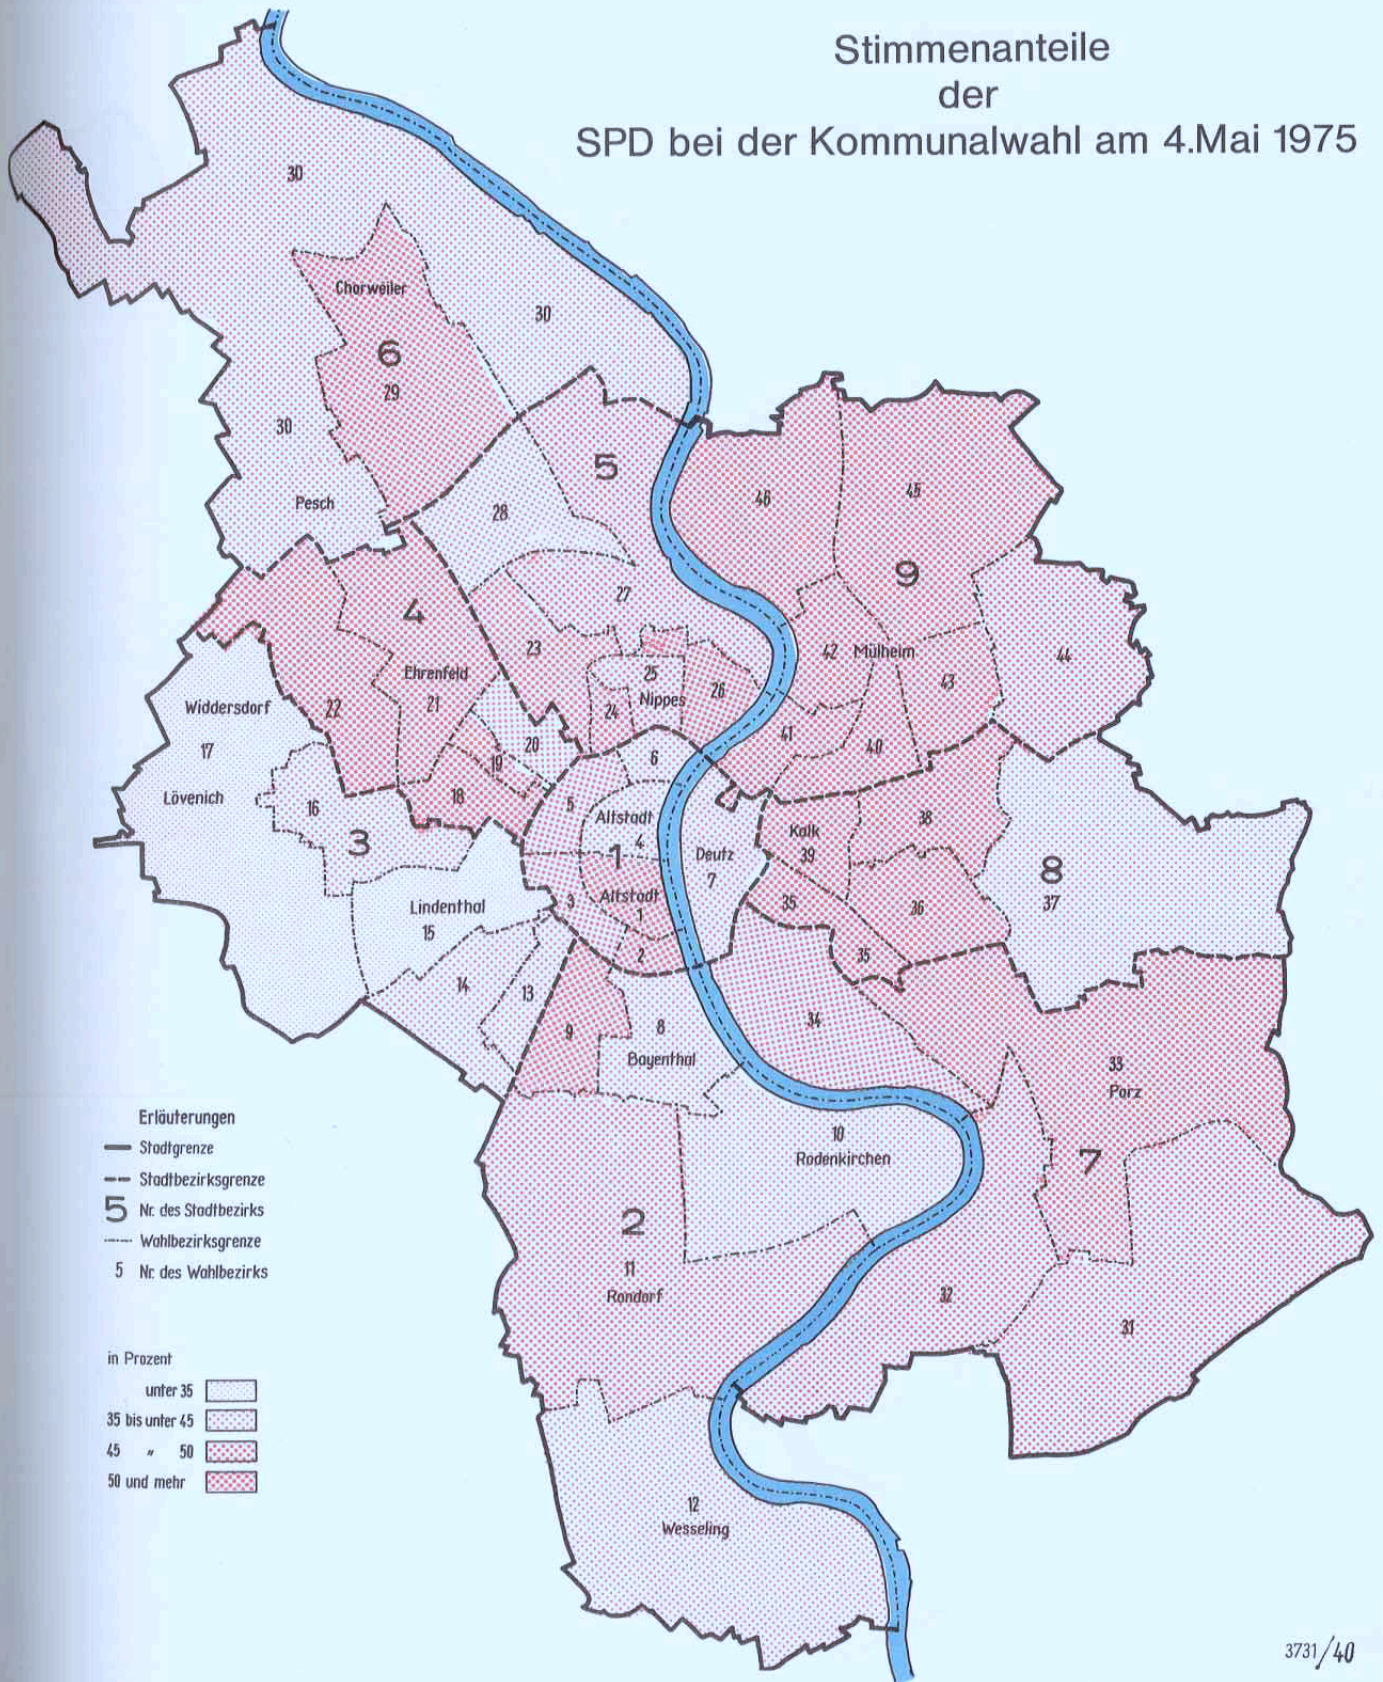 Stimmenanteile
der
SPD bei der Kommunalwahl am 4.Mai 1975
30
Chorweiler
6
29
30
30
Pesch
5
28
46
45
9
27
4
23
42 Mülheim
44
Ehrenfeld
25
Nippes
26
43
Widdersdorf
22
21
24
17
20
41
40
6
19
Lövenich
16
18
5
Altstadt
4
3
1
Kalk
39
38
Deutz
7
8
37
Lindenthal
15
3
Altstadt
1
35
36
2
35
14
13
9
8
Bayenthal
34
33
Porz
10
Rodenkirchen
7
2
11
Rondorf
32
31
12
Wesseling
Erläuterungen
Stadtgrenze
Stadtbezirksgrenze
5 Nr. des Stadtbezirks
Wahlbezirksgrenze
5 Nr. des Wahlbezirks
in Prozent
unter 35
35 bis unter 45
45 „ 50
50 und mehr
3731/40